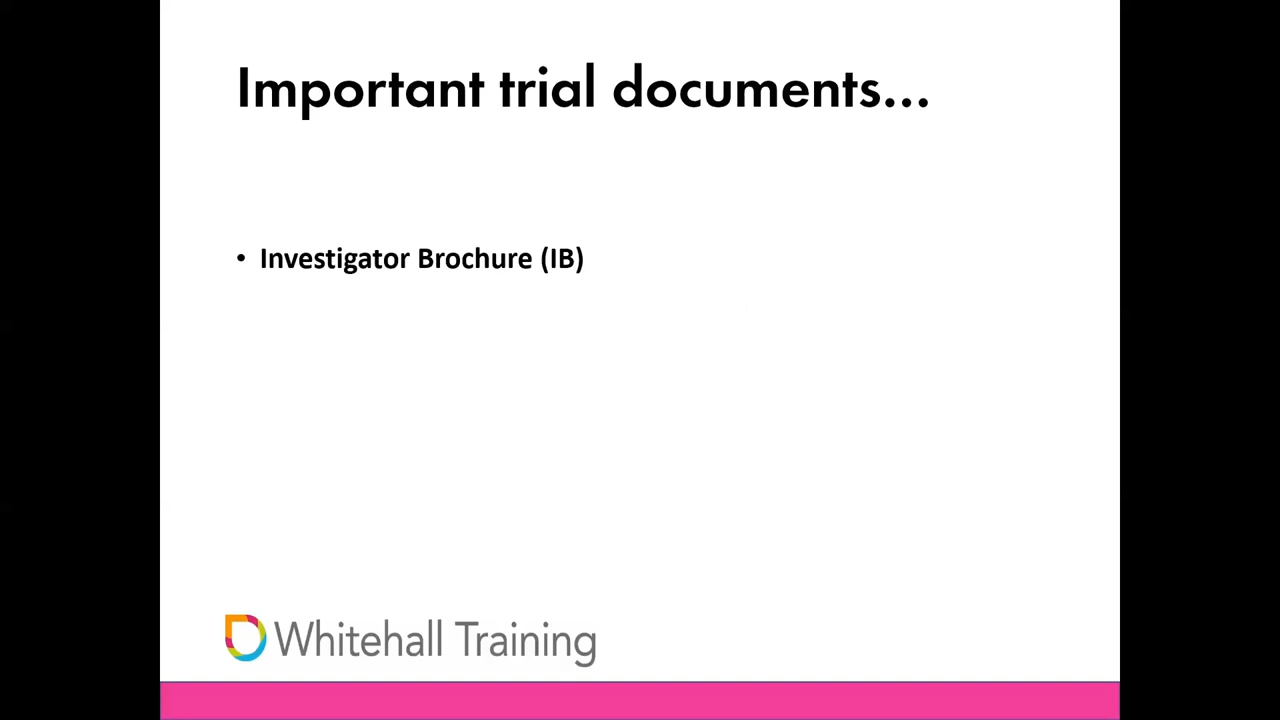 Important trial documents...
• Investigator Brochure (IB)
Whitehall Training